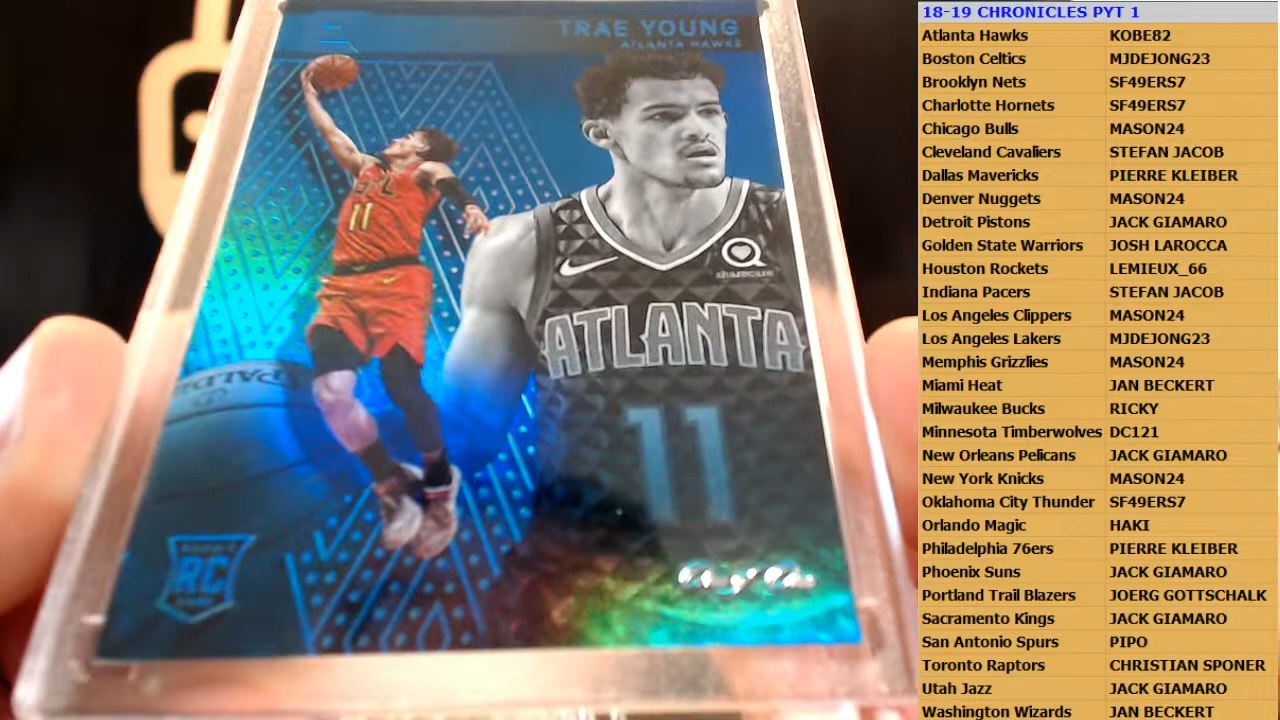 TRAE YOUNG
ATLANTA HAWKS
11
ATLANTA
11
RC
18-19 CHRONICLES PYT 1
Atlanta Hawks KOBE82
Boston Celtics MJDEJONG23
Brooklyn Nets SF49ERS7
Charlotte Hornets SF49ERS7
Chicago Bulls MASON24
Cleveland Cavaliers STEFAN JACOB
Dallas Mavericks PIERRE KLEIBER
Denver Nuggets MASON24
Detroit Pistons JACK GIAMARO
Golden State Warriors JOSH LAROCCA
Houston Rockets LEMIEUX_66
Indiana Pacers STEFAN JACOB
Los Angeles Clippers MASON24
Los Angeles Lakers MJDEJONG23
Memphis Grizzlies MASON24
Miami Heat JAN BECKERT
Milwaukee Bucks RICKY
Minnesota Timberwolves DC121
New Orleans Pelicans JACK GIAMARO
New York Knicks MASON24
Oklahoma City Thunder SF49ERS7
Orlando Magic HAKI
Philadelphia 76ers PIERRE KLEIBER
Phoenix Suns JACK GIAMARO
Portland Trail Blazers JOERG GOTTSCHALK
Sacramento Kings JACK GIAMARO
San Antonio Spurs PIPO
Toronto Raptors CHRISTIAN SPONER
Utah Jazz JACK GIAMARO
Washington Wizards JAN BECKERT